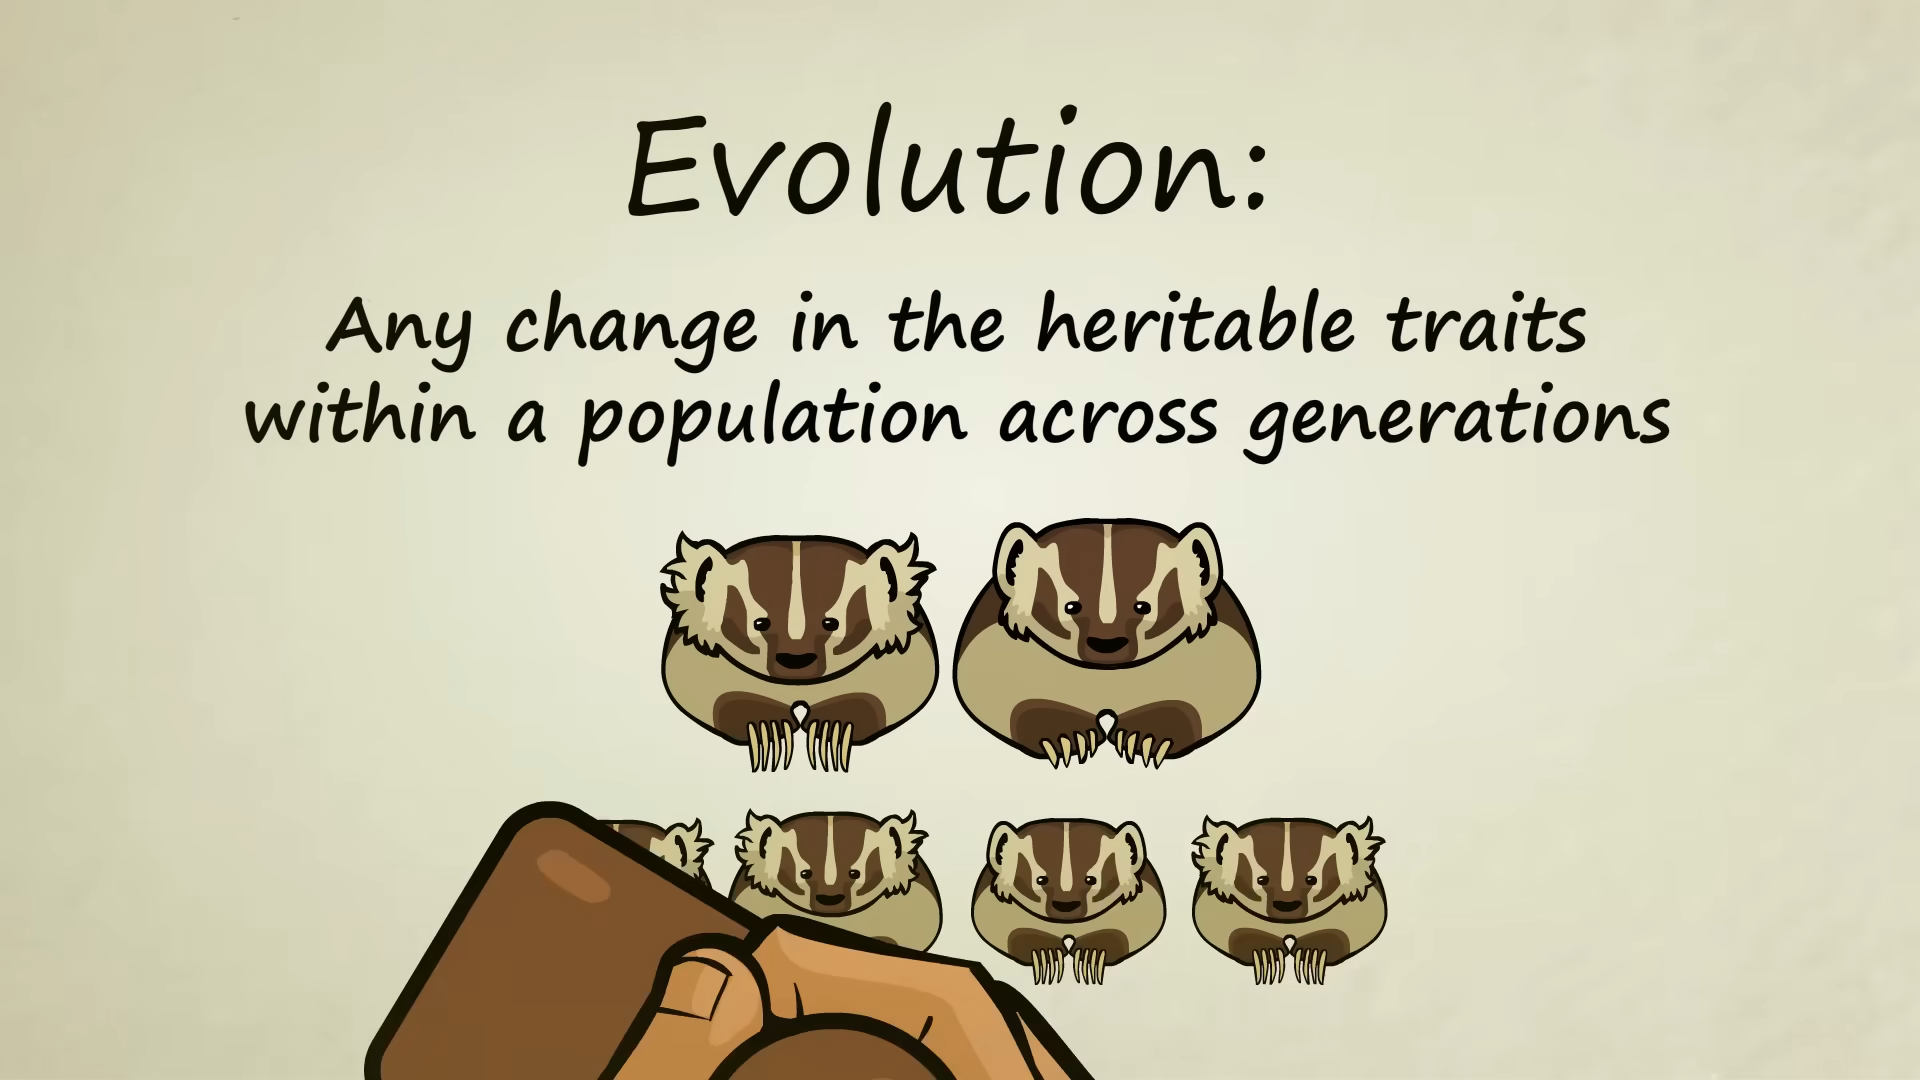 Evolution:
Any change in the heritable traits
within a population across generations